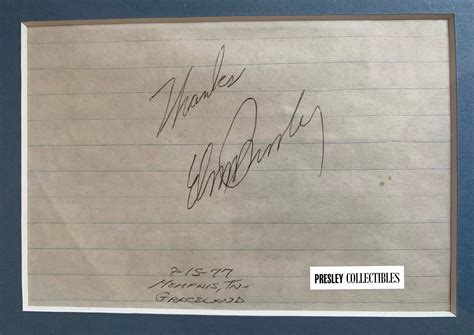 Thanks
Elvis Presley
8-15-77
MEMPHIS, TN-
GRACELAND
PRESLEY COLLECTIBLES